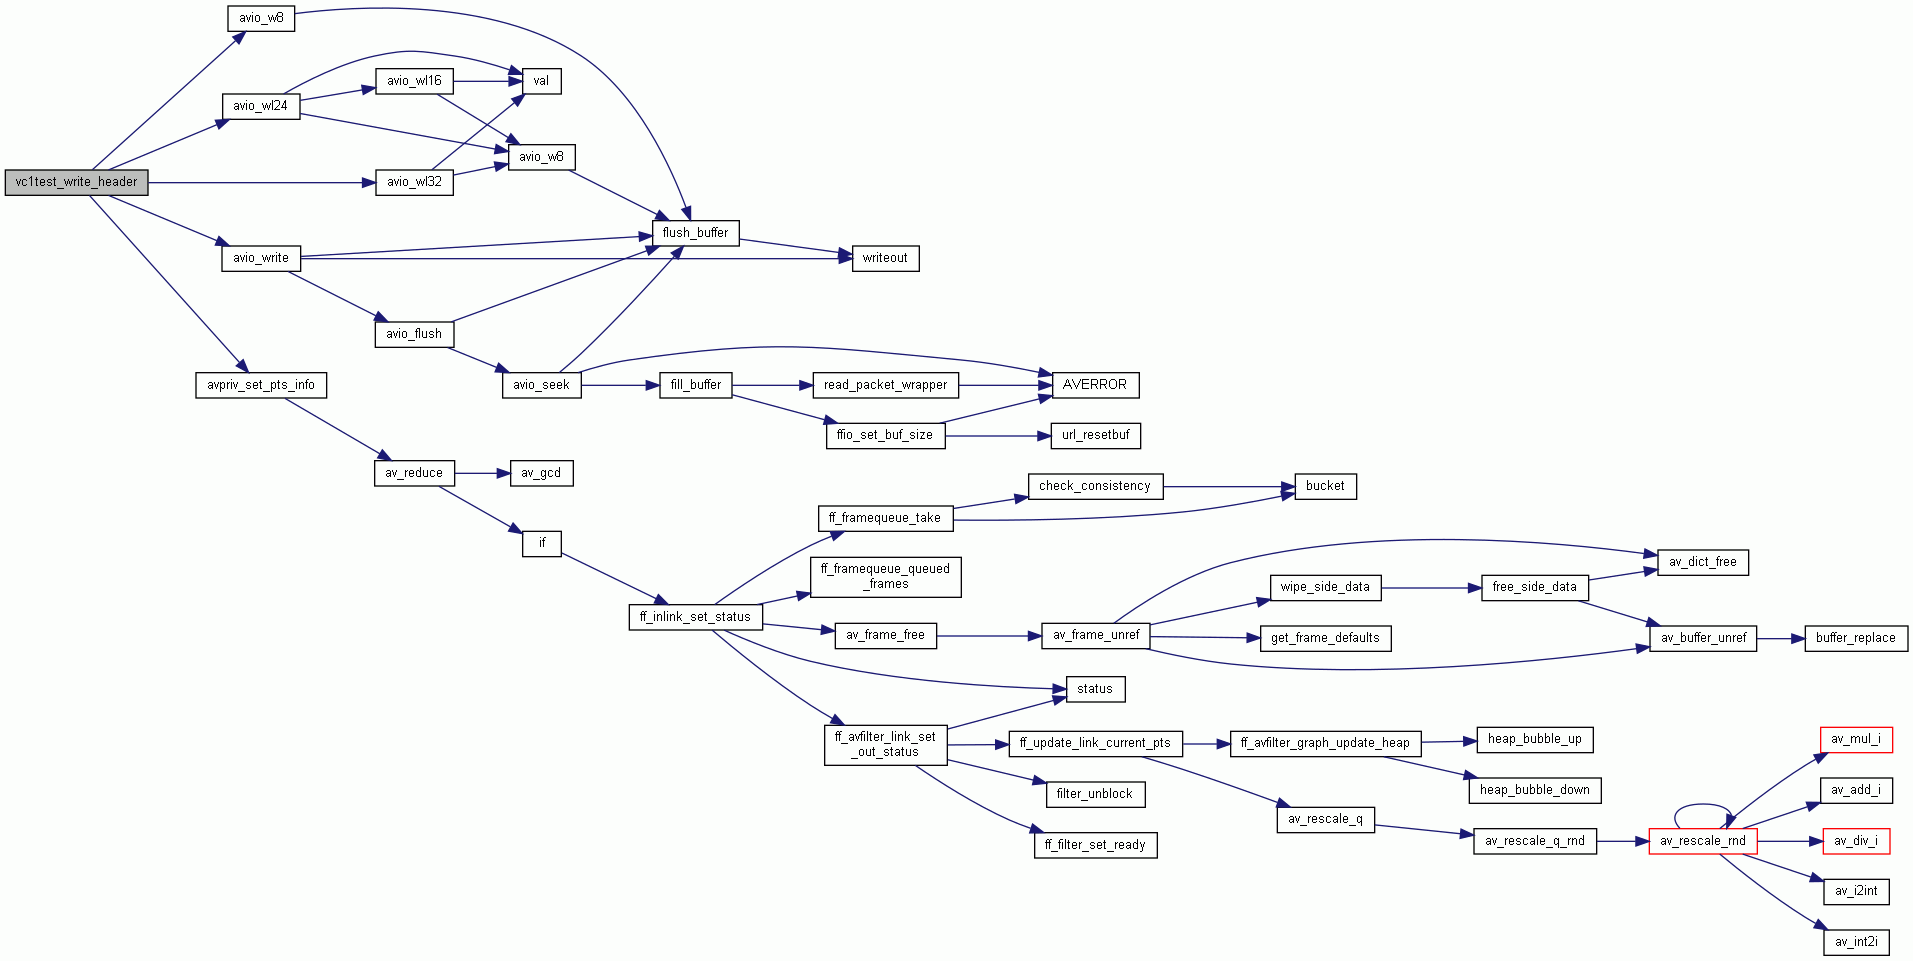 avio_w8
avio_wl16
val
avio_wl24
avio_w8
vc1test_write_header
avio_wl32
flush_buffer
avio_write
writeout
avio_flush
avpriv_set_pts_info
avio_seek
fill_buffer
read_packet_wrapper
AVERROR
ffio_set_buf_size
url_resetbuf
av_reduce
av_gcd
check_consistency
bucket
ff_framequeue_take
if
ff_framequeue_queued
_frames
av_dict_free
wipe_side_data
free_side_data
ff_inlink_set_status
av_frame_free
av_frame_unref
get_frame_defaults
av_buffer_unref
buffer_replace
status
ff_avfilter_link_set
_out_status
ff_update_link_current_pts
ff_avfilter_graph_update_heap
heap_bubble_up
av_mul_i
filter_unblock
heap_bubble_down
av_add_i
av_rescale_q
ff_filter_set_ready
av_rescale_q_rnd
av_rescale_rnd
av_div_i
av_i2int
av_int2i